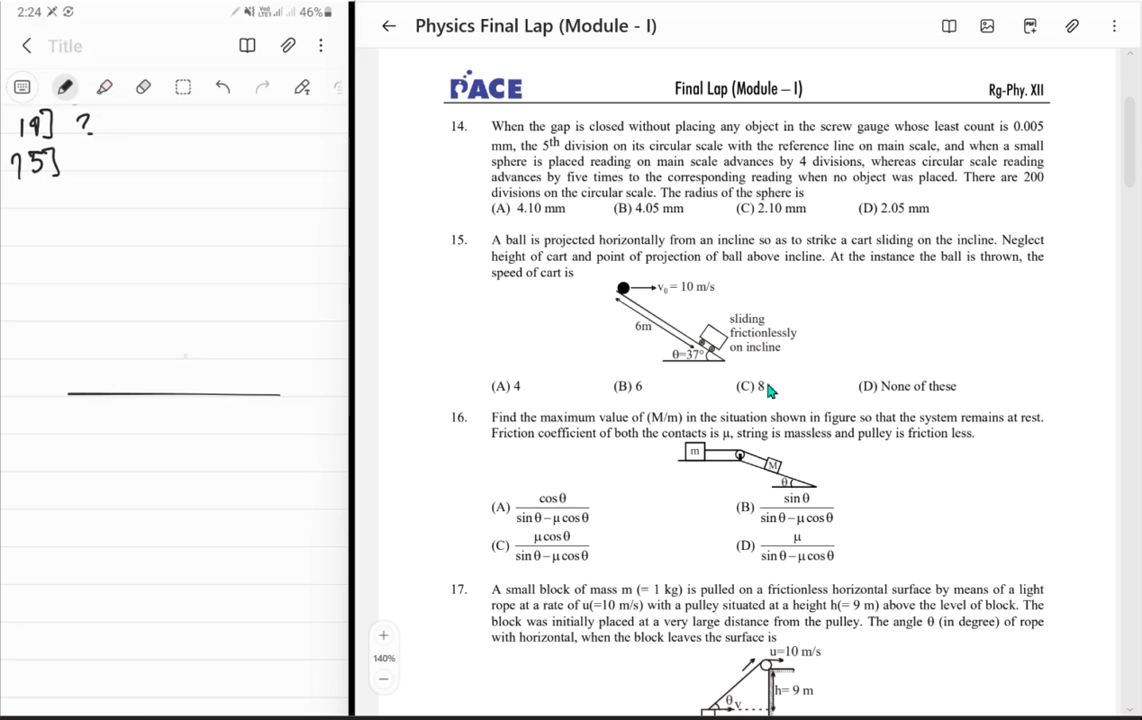 2:24 46%
Title
19] ?
15]
Physics Final Lap (Module - I)
PACE Final Lap (Module – I) Rg-Phy. XII
14. When the gap is closed without placing any object in the screw gauge whose least count is 0.005
mm, the 5th division on its circular scale with the reference line on main scale, and when a small
sphere is placed reading on main scale advances by 4 divisions, whereas circular scale reading
advances by five times to the corresponding reading when no object was placed. There are 200
divisions on the circular scale. The radius of the sphere is
(A) 4.10 mm (B) 4.05 mm (C) 2.10 mm (D) 2.05 mm
15. A ball is projected horizontally from an incline so as to strike a cart sliding on the incline. Neglect
height of cart and point of projection of ball above incline. At the instance the ball is thrown, the
speed of cart is
v₀ = 10 m/s
sliding
6m
frictionlessly
on incline
θ=37°
(A) 4 (B) 6 (C) 8 (D) None of these
16. Find the maximum value of (M/m) in the situation shown in figure so that the system remains at rest.
Friction coefficient of both the contacts is μ, string is massless and pulley is friction less.
m
M
θ
(A) cosθ / sinθ – μcosθ (B) sinθ / sinθ – μcosθ
(C) μcosθ / sinθ – μcosθ (D) μ / sinθ – μcosθ
17. A small block of mass m (= 1 kg) is pulled on a frictionless horizontal surface by means of a light
rope at a rate of u(=10 m/s) with a pulley situated at a height h(= 9 m) above the level of block. The
block was initially placed at a very large distance from the pulley. The angle θ (in degree) of rope
with horizontal, when the block leaves the surface is
u=10 m/s
h= 9 m
θ v
140%